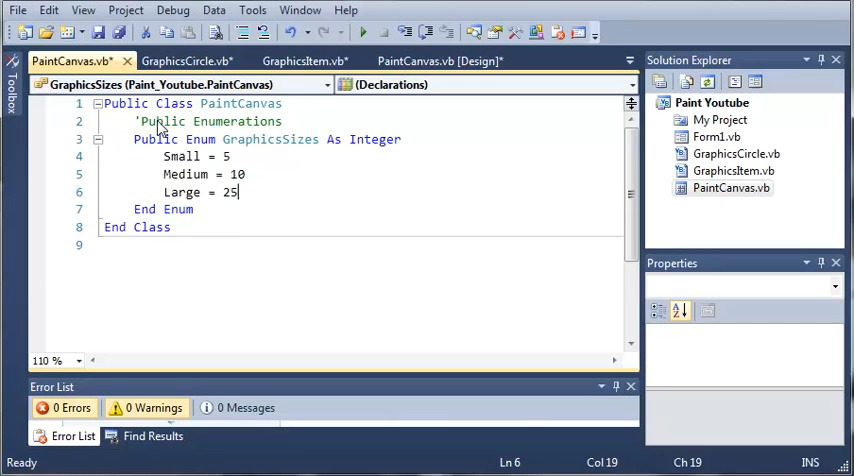 File Edit View Project Debug Data Tools Window Help
PaintCanvas.vb* GraphicsCircle.vb* GraphicsItem.vb* PaintCanvas.vb [Design]*
GraphicsSizes (Paint_Youtube.PaintCanvas) (Declarations)
Toolbox
1 Public Class PaintCanvas
2 'Public Enumerations
3 Public Enum GraphicsSizes As Integer
4 Small = 5
5 Medium = 10
6 Large = 25
7 End Enum
8 End Class
9
110 %
Solution Explorer
Paint Youtube
My Project
Form1.vb
GraphicsCircle.vb
GraphicsItem.vb
PaintCanvas.vb
Properties
Error List
0 Errors 0 Warnings 0 Messages
Error List Find Results
Ready Ln 6 Col 19 Ch 19 INS